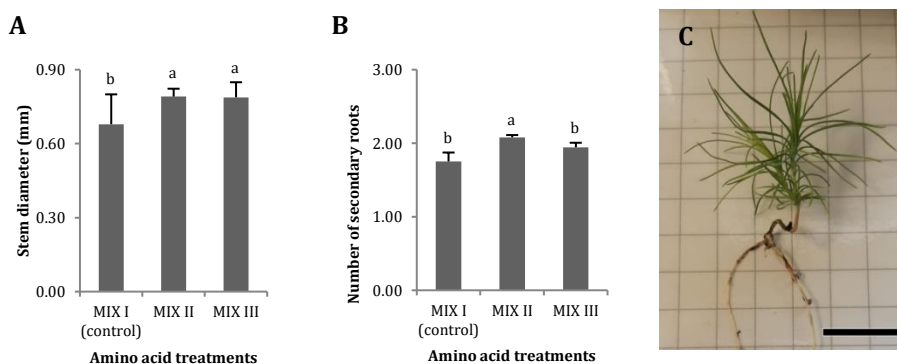 A
Stem diameter (mm)
0.90
0.60
0.30
0.00
b
a
a
MIX I
(control)
MIX II
MIX III
Amino acid treatments
B
Number of secondary roots
3.00
2.00
1.00
0.00
b
a
b
MIX I
(control)
MIX II
MIX III
Amino acid treatments
C